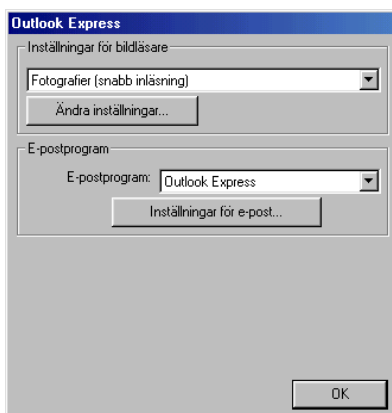 Outlook Express
Inställningar för bildläsare
Fotografier (snabb inläsning)
Ändra inställningar...
E-postprogram
E-postprogram: Outlook Express
Inställningar för e-post...
OK